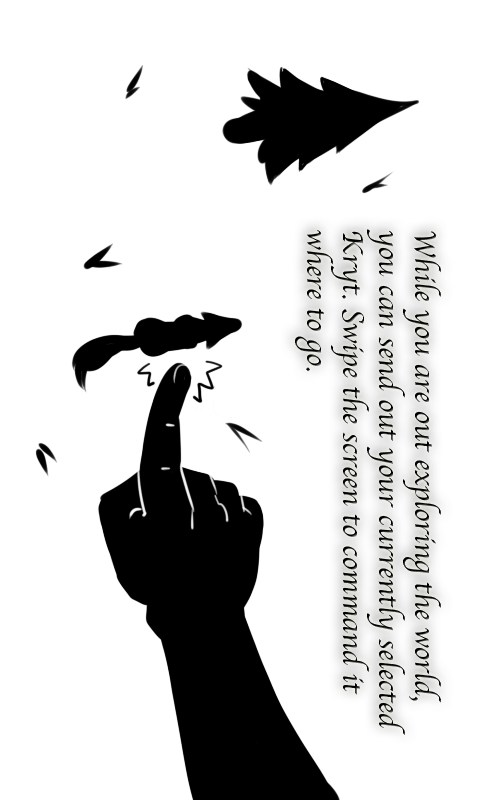 While you are out exploring the world,
you can send out your currently selected
Kryt. Swipe the screen to command it
where to go.